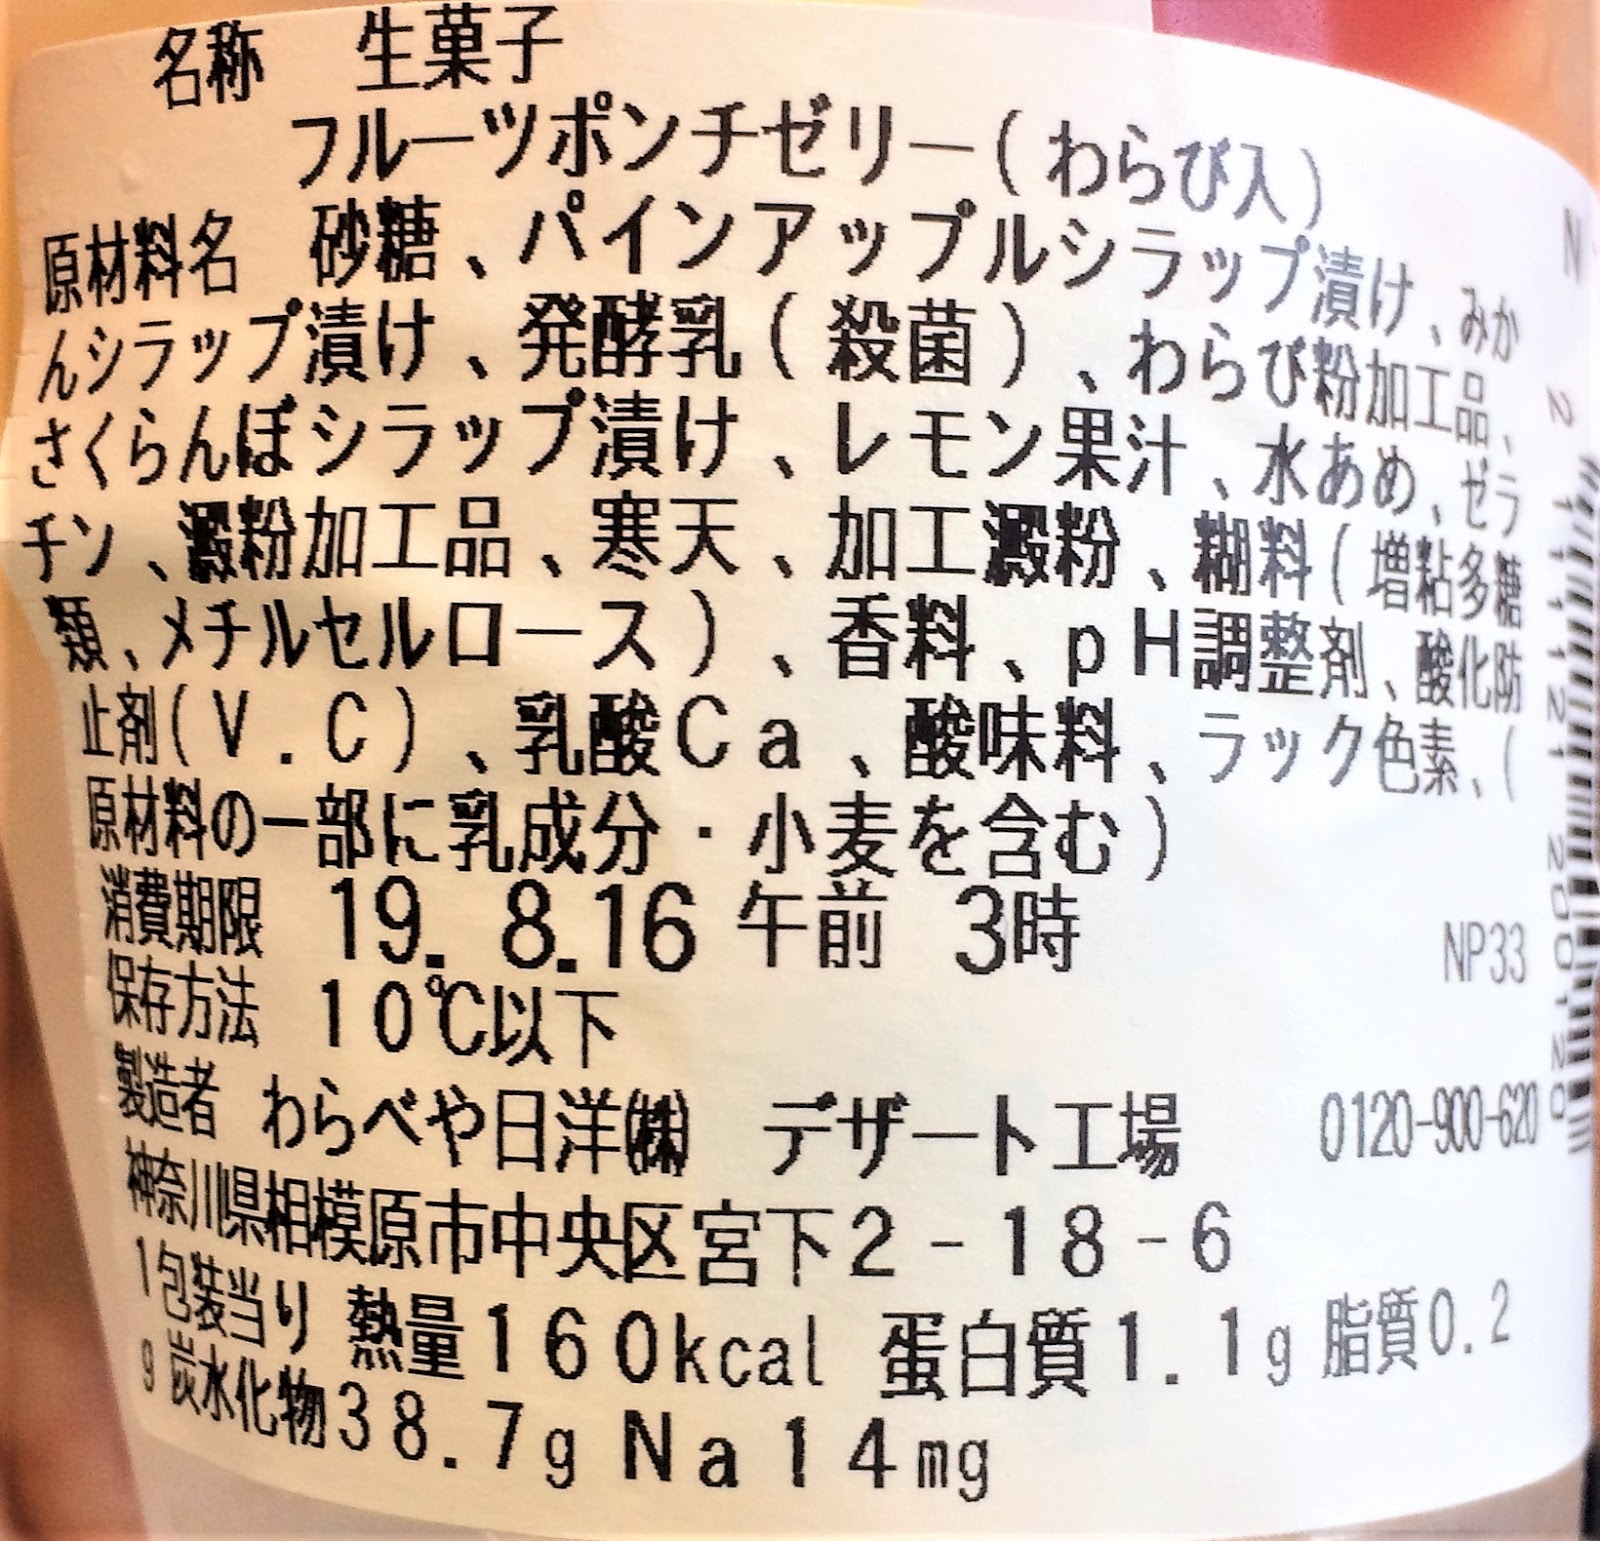 名称 生菓子
フルーツポンチゼリー(わらび入)
原材料名 砂糖、パインアップルシラップ漬け、みか
んシラップ漬け、発酵乳(殺菌)、わらび粉加工品、
さくらんぼシラップ漬け、レモン果汁、水あめ、ゼラ
チン、澱粉加工品、寒天、加工澱粉、糊料(増粘多糖
類、メチルセルロース)、香料、pH調整剤、酸化防
止剤(V.C)、乳酸Ca、酸味料、ラック色素、(
原材料の一部に乳成分・小麦を含む)
消費期限 19. 8.16 午前 3時
NP33
保存方法 10℃以下
製造者 わらべや日洋㈱ デザート工場 0120-900-620
神奈川県相模原市中央区宮下2-18-6
1包装当り 熱量160kcal 蛋白質1.1g 脂質0.2
g 炭水化物38.7g Na14mg